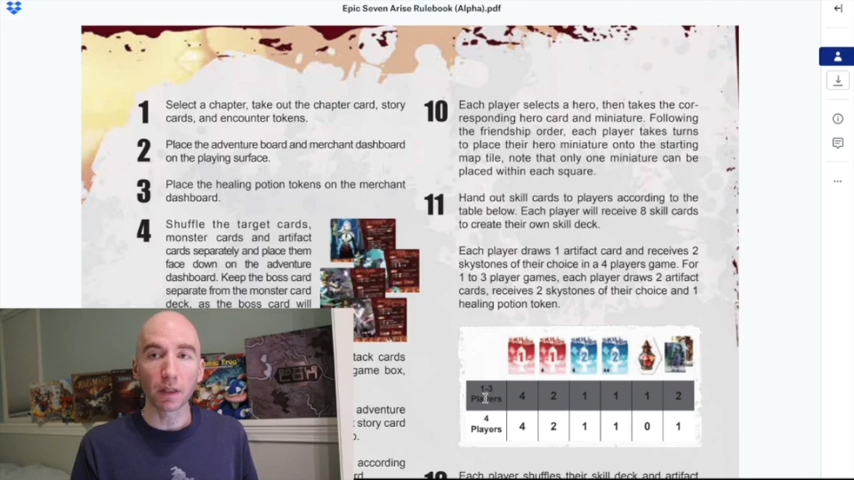 Epic Seven Arise Rulebook (Alpha).pdf
1
Select a chapter, take out the chapter card, story
cards, and encounter tokens.
2
Place the adventure board and merchant dashboard
on the playing surface.
3
Place the healing potion tokens on the merchant
dashboard.
4
Shuffle the target cards,
monster cards and artifact
cards separately and place them
face down on the adventure
dashboard. Keep the boss card
separate from the monster card
deck, as the boss card will
tack cards
game box,
adventure
story card
according
10
Each player selects a hero, then takes the cor-
responding hero card and miniature. Following
the friendship order, each player takes turns
to place their hero miniature onto the starting
map tile, note that only one miniature can be
placed within each square.
11
Hand out skill cards to players according to the
table below. Each player will receive 8 skill cards
to create their own skill deck.
Each player draws 1 artifact card and receives 2
skystones of their choice in a 4 players game. For
1 to 3 player games, each player draws 2 artifact
cards, receives 2 skystones of their choice and 1
healing potion token.
1-3
Players
4 2 1 1 1 2
4
Players
4 2 1 1 0 1
Each player shuffles their skill deck and artifact